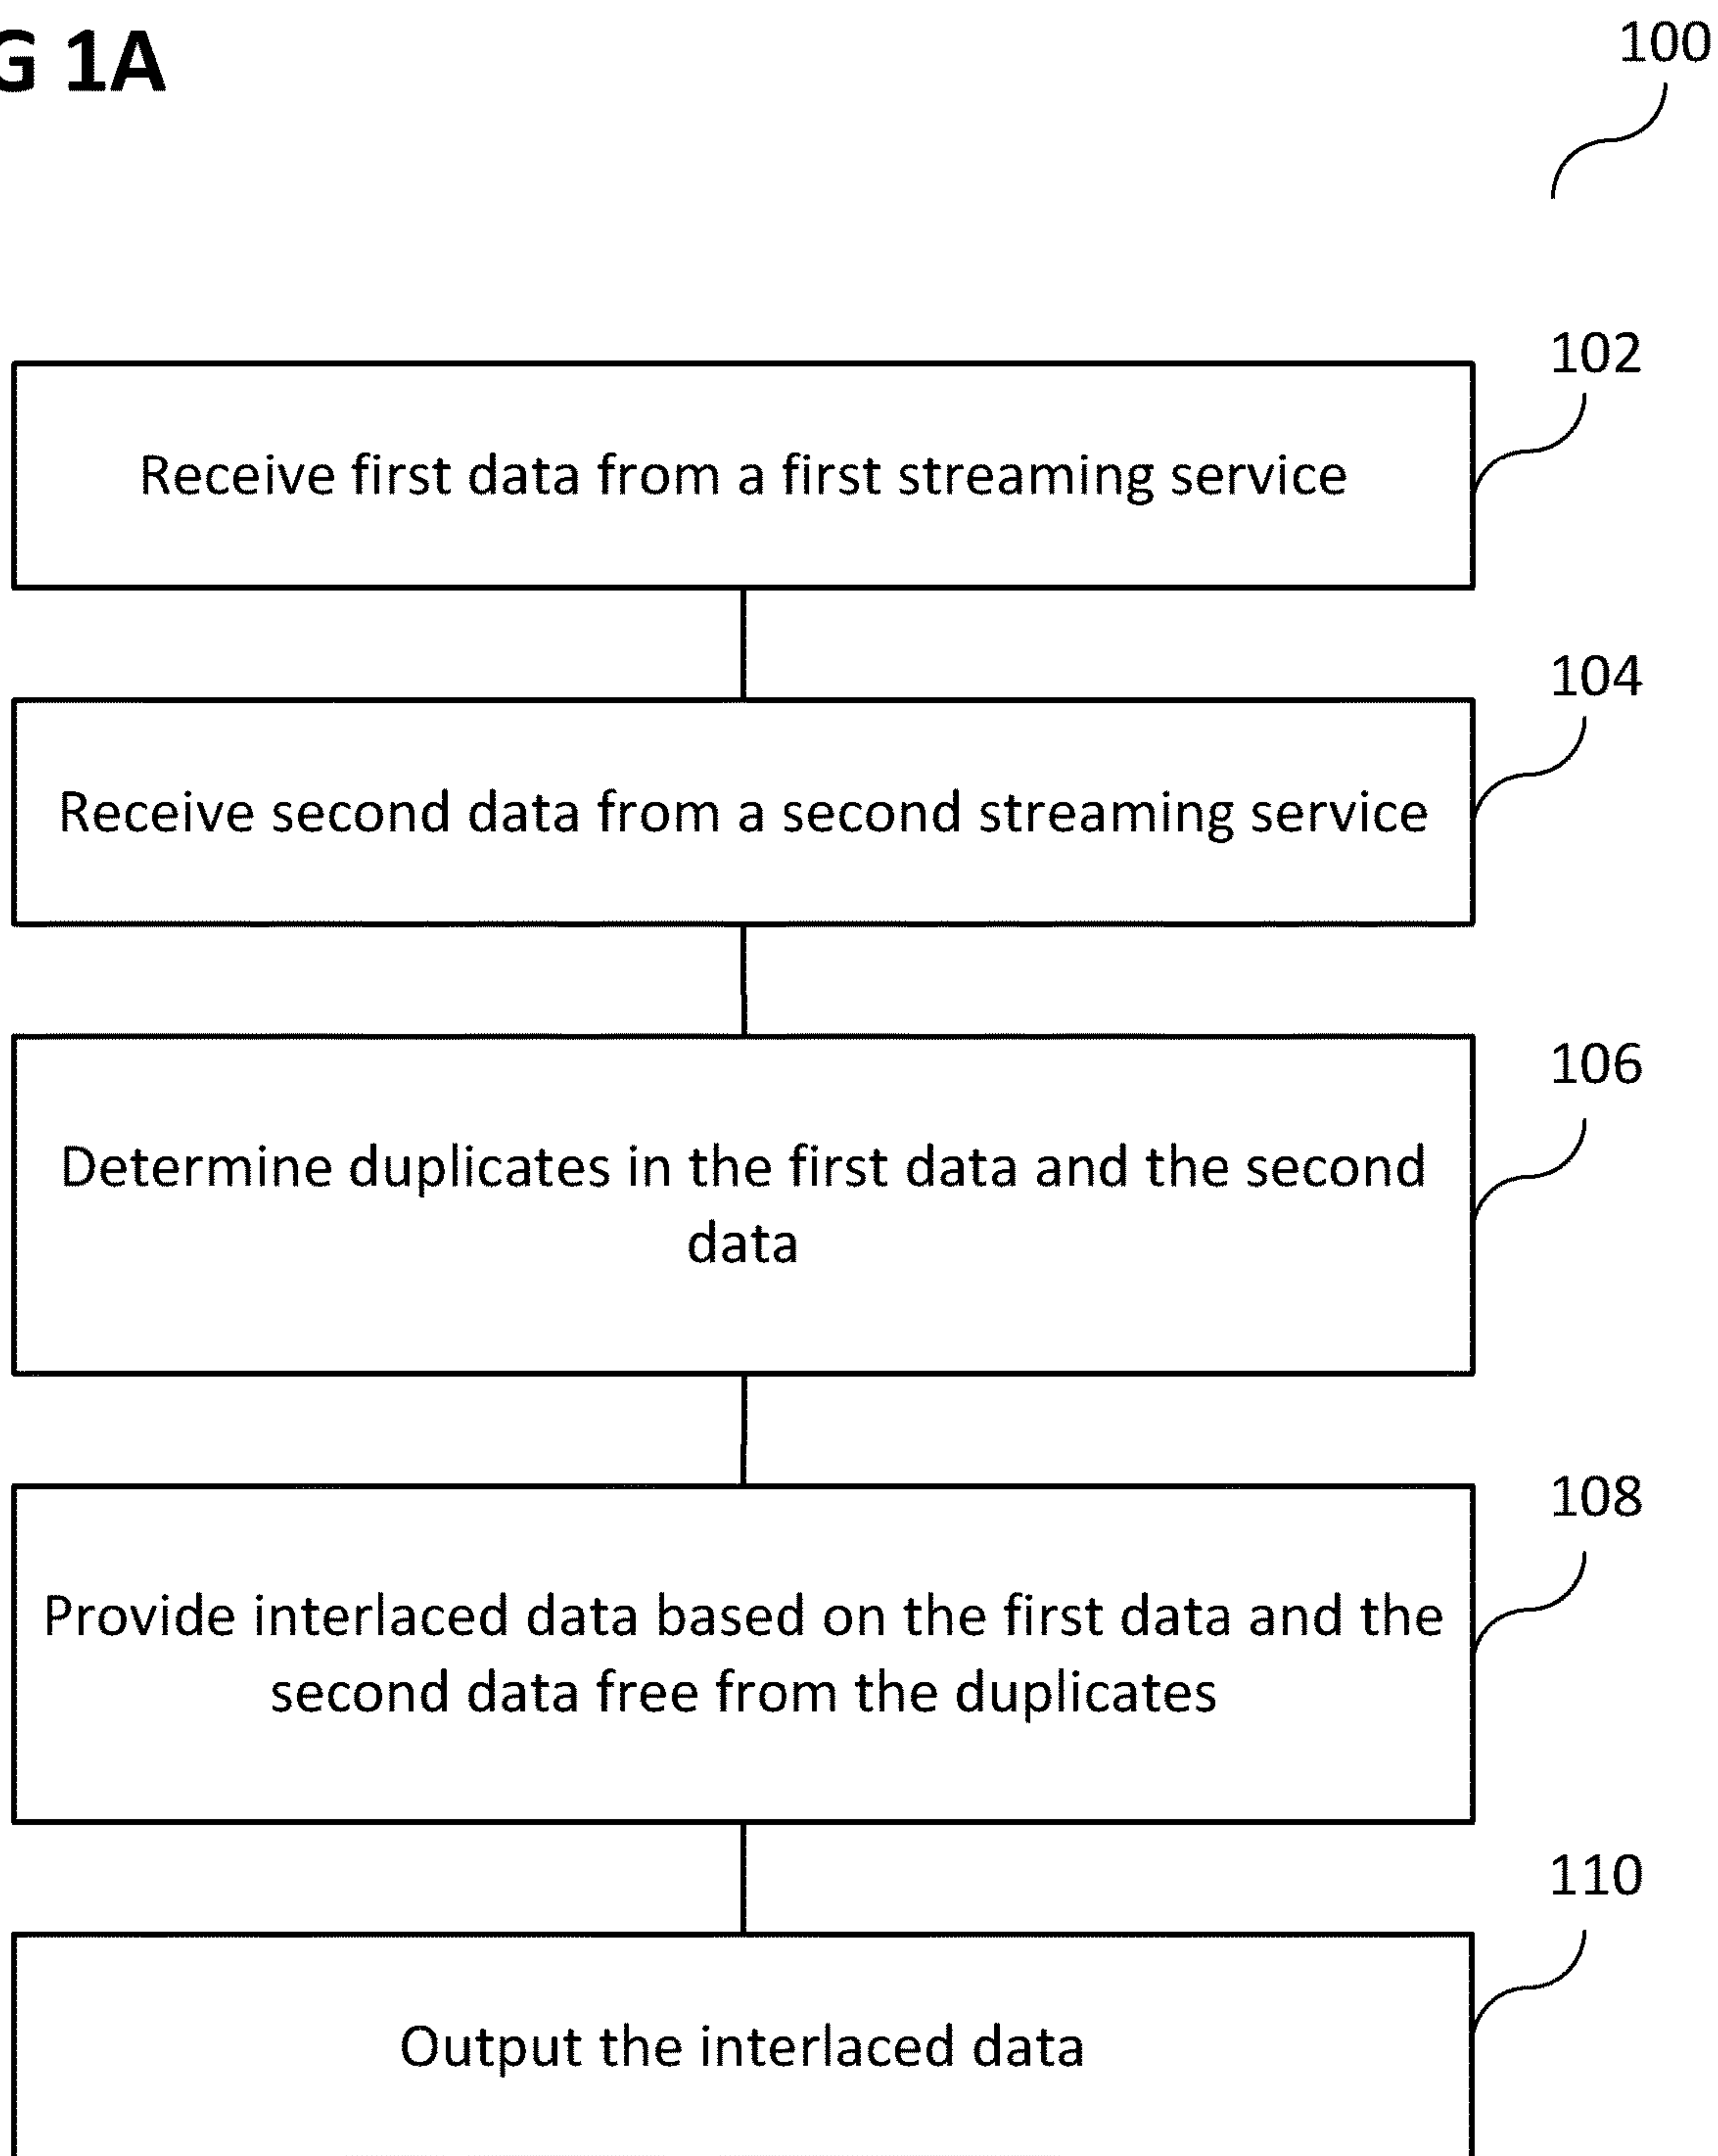 G 1A
100
102
Receive first data from a first streaming service
104
Receive second data from a second streaming service
106
Determine duplicates in the first data and the second
data
108
Provide interlaced data based on the first data and the
second data free from the duplicates
110
Output the interlaced data